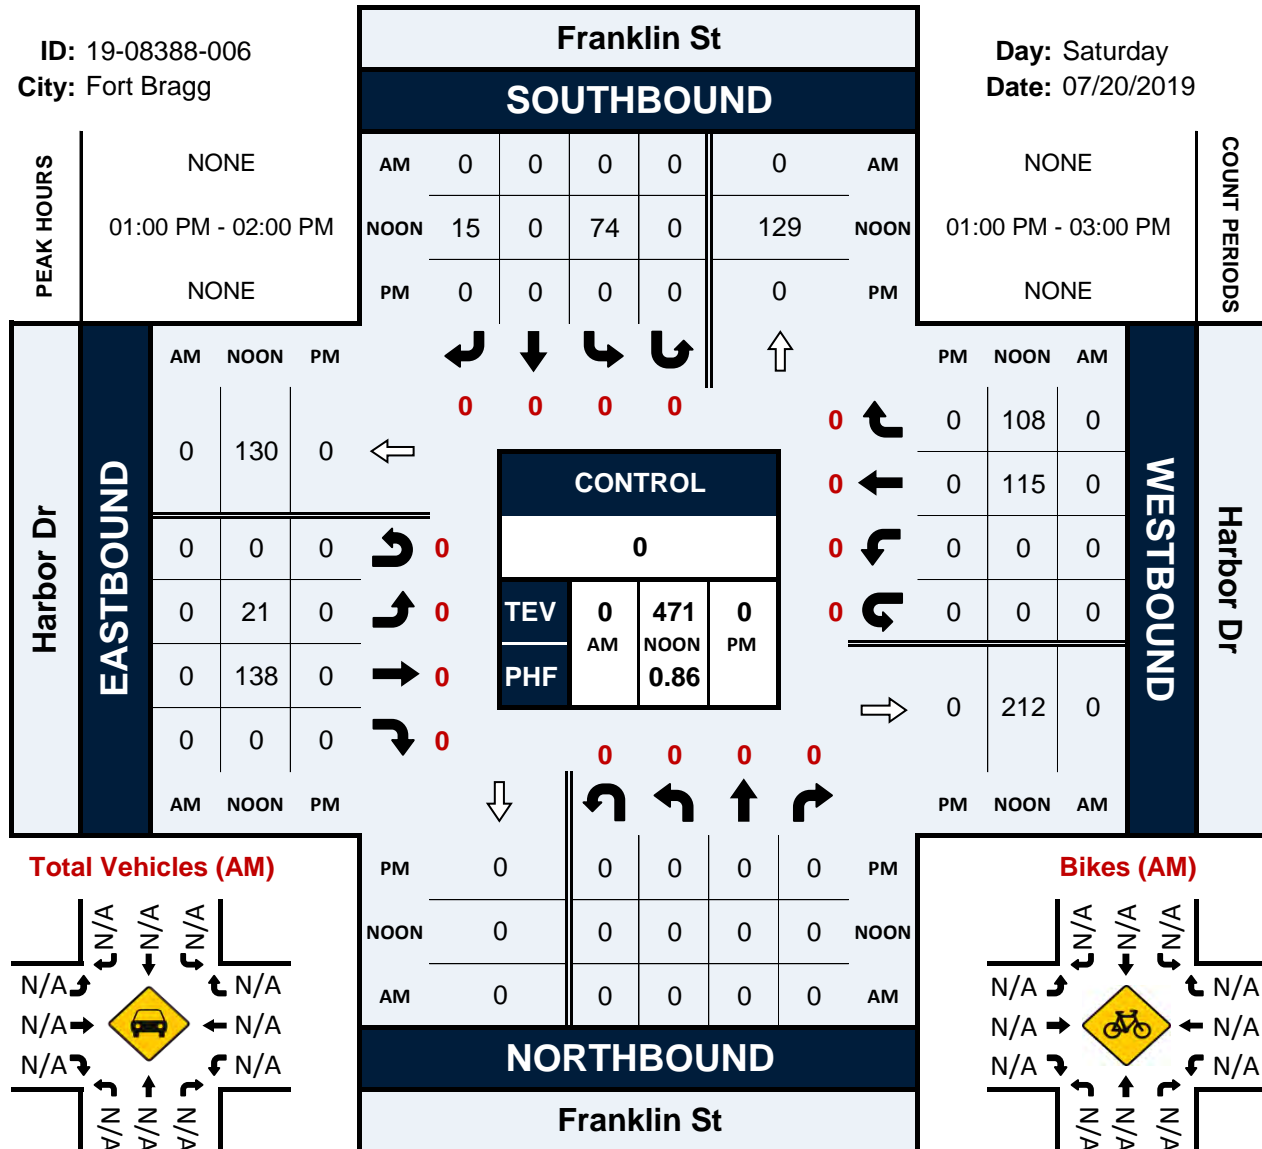 Franklin St
ID: 19-08388-006
City: Fort Bragg
Day: Saturday
Date: 07/20/2019
SOUTHBOUND
PEAK HOURS
NONE
01:00 PM - 02:00 PM
NONE
AM 0 0 0 0 0 AM
NOON 15 0 74 0 129 NOON
PM 0 0 0 0 0 PM
NONE
01:00 PM - 03:00 PM
NONE
COUNT PERIODS
0 0 0 0
Harbor Dr
EASTBOUND
AM NOON PM
0 130 0
0 0 0 0
0 21 0 0
0 138 0 0
0 0 0 0
AM NOON PM
CONTROL
0
TEV 0 471 0
AM NOON PM
PHF 0.86
PM NOON AM
0 0 108 0
0 0 115 0
0 0 0 0
0 0 0 0
0 212 0
PM NOON AM
WESTBOUND
Harbor Dr
0 0 0 0
PM 0 0 0 0 0 PM
NOON 0 0 0 0 0 NOON
AM 0 0 0 0 0 AM
NORTHBOUND
Franklin St
Total Vehicles (AM)
N/A N/A N/A
N/A N/A
N/A N/A
N/A N/A
N/A N/A N/A
Bikes (AM)
N/A N/A N/A
N/A N/A
N/A N/A
N/A N/A
N/A N/A N/A